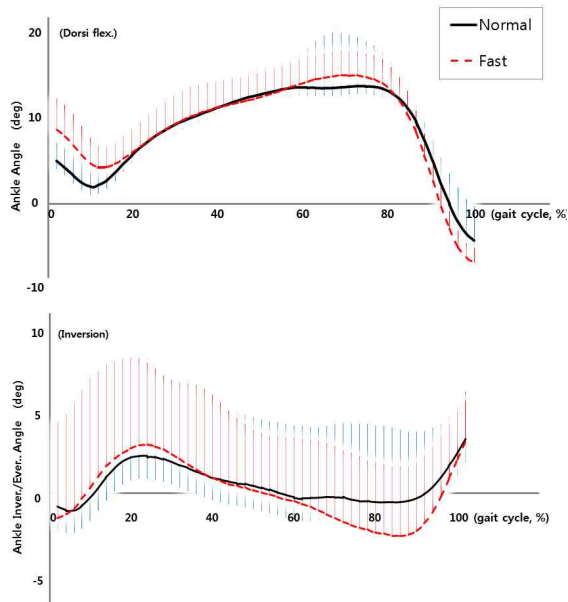 20
(Dorsi flex.)
Normal
Fast
10
0
-10
Ankle Angle (deg)
0 20 40 60 80 100 (gait cycle, %)
10
(Inversion)
5
0
-5
Ankle Inver./Ever.. Angle (deg)
20 40 60 80 100 (gait cycle, %)